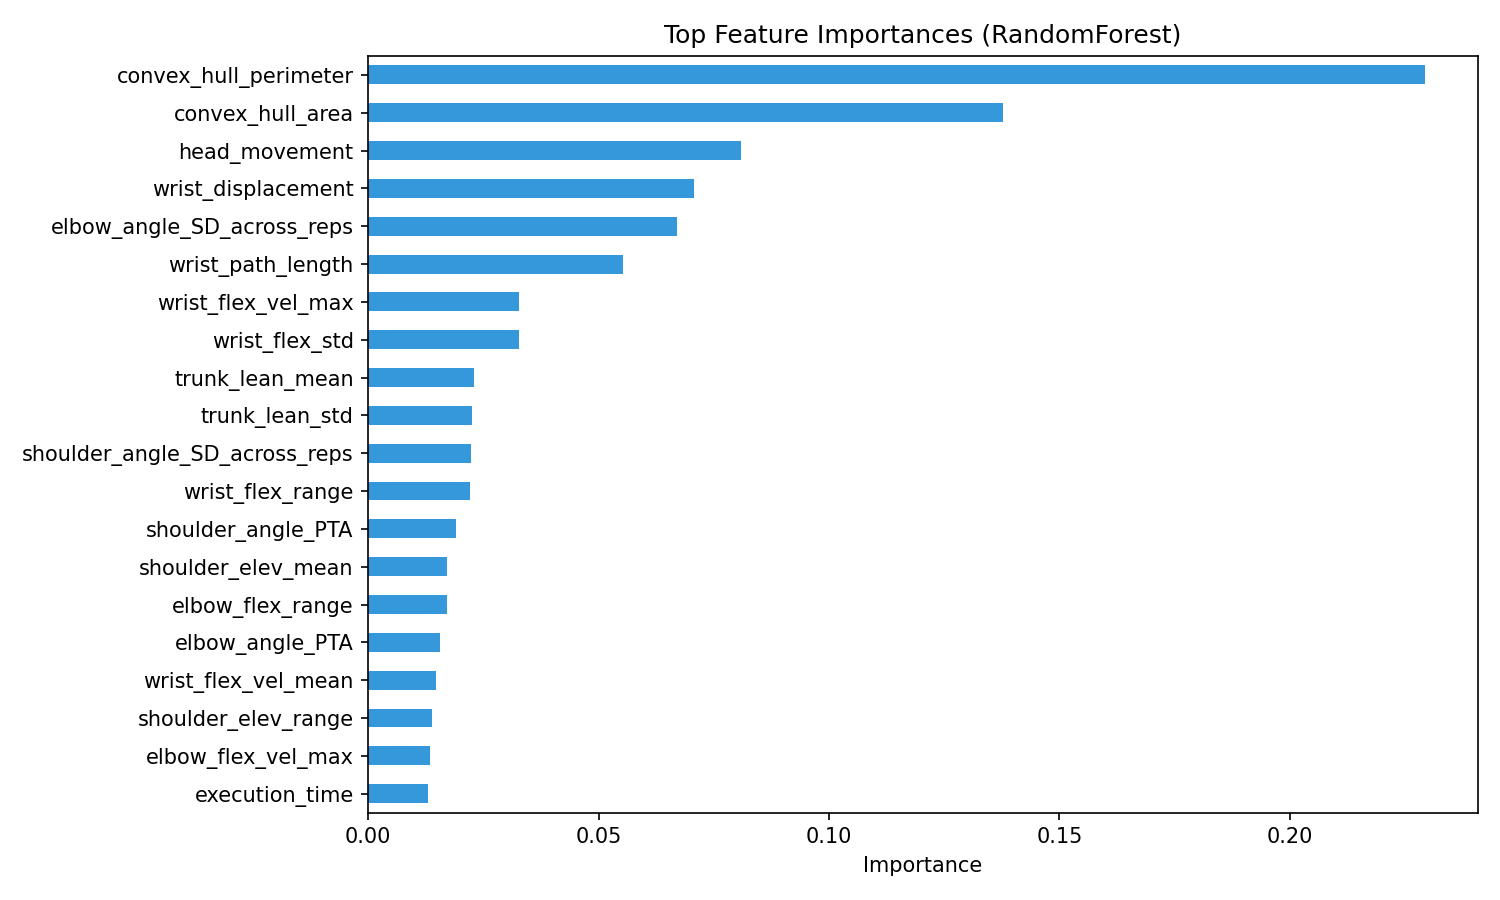 Top Feature Importances (RandomForest)
convex_hull_perimeter
convex_hull_area
head_movement
wrist_displacement
elbow_angle_SD_across_reps
wrist_path_length
wrist_flex_vel_max
wrist_flex_std
trunk_lean_mean
trunk_lean_std
shoulder_angle_SD_across_reps
wrist_flex_range
shoulder_angle_PTA
shoulder_elev_mean
elbow_flex_range
elbow_angle_PTA
wrist_flex_vel_mean
shoulder_elev_range
elbow_flex_vel_max
execution_time
0.00 0.05 0.10 0.15 0.20
Importance